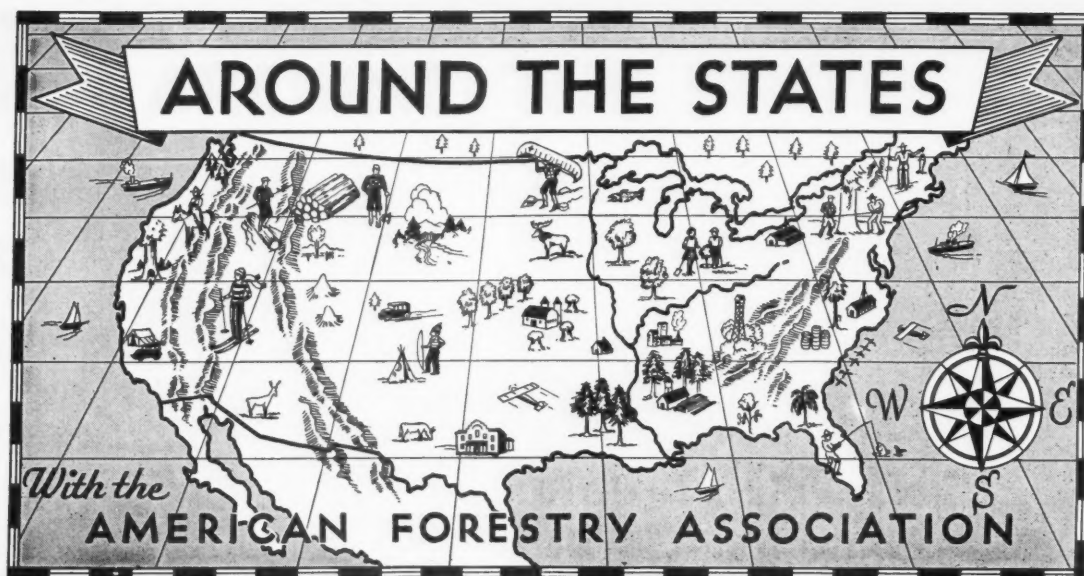 AROUND THE STATES
N
W E
S
With the
AMERICAN FORESTRY ASSOCIATION